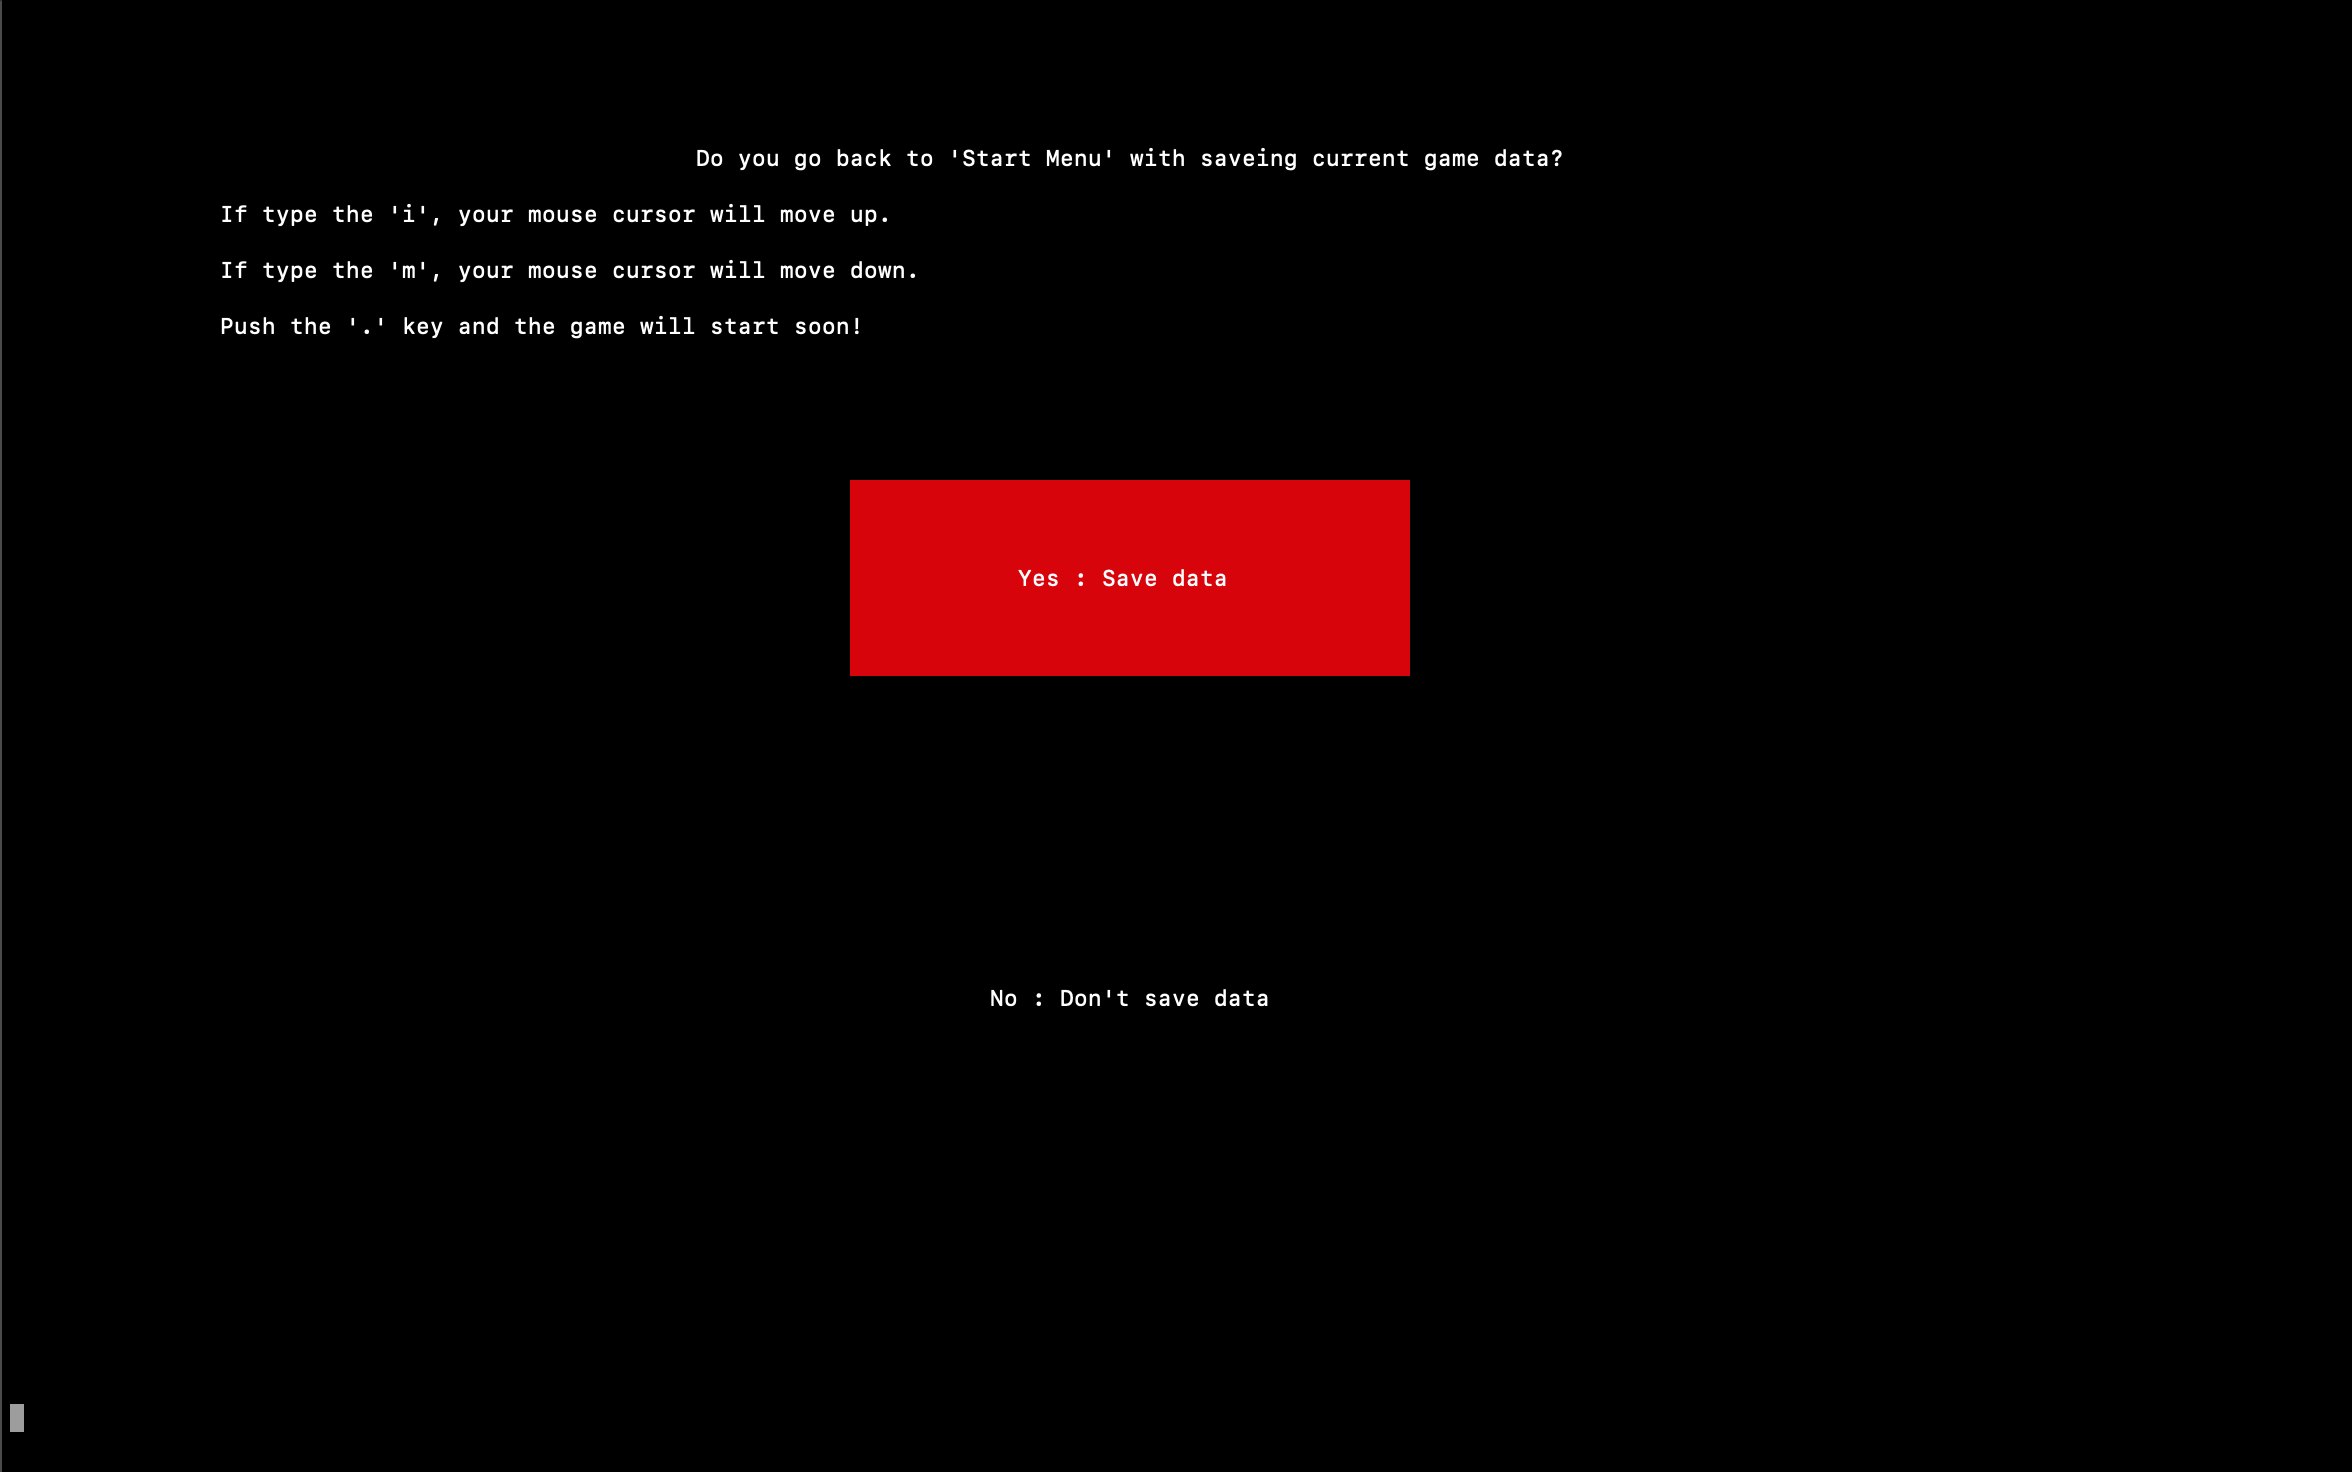 Do you go back to 'Start Menu' with saveing current game data?
If type the 'i', your mouse cursor will move up.
If type the 'm', your mouse cursor will move down.
Push the '.' key and the game will start soon!
Yes : Save data
No : Don't save data